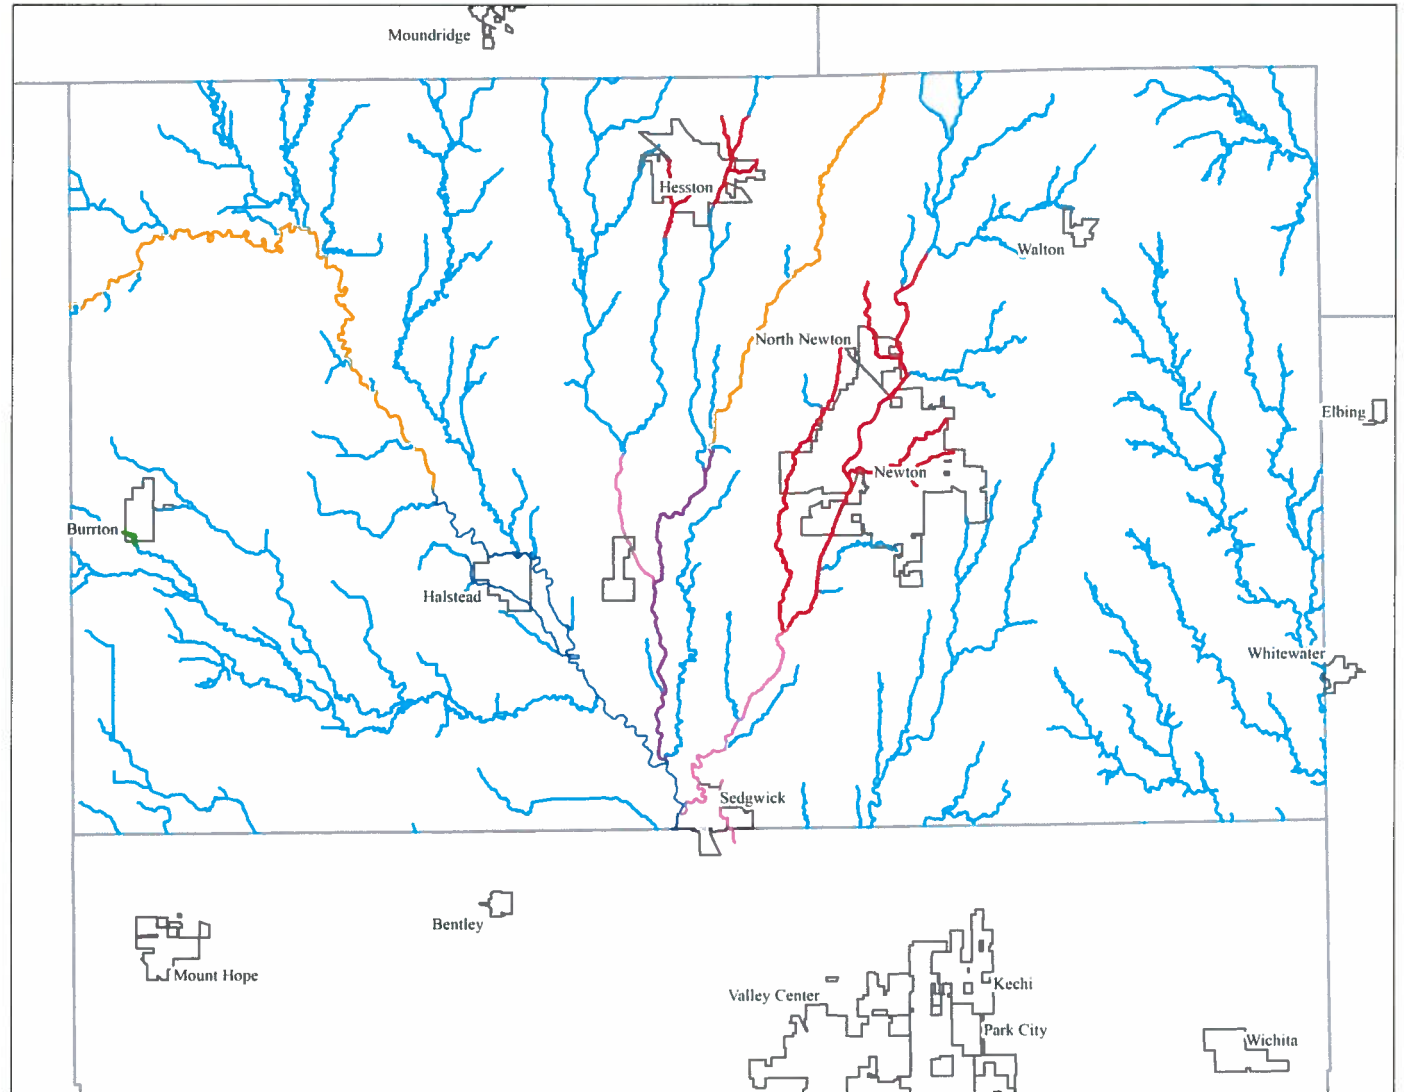 Moundridge
Hesston
Walton
North Newton
Elbing
Newton
Burrton
Halstead
Whitewater
Sedgwick
Bentley
Mount Hope
Kechi
Valley Center
Park City
Wichita